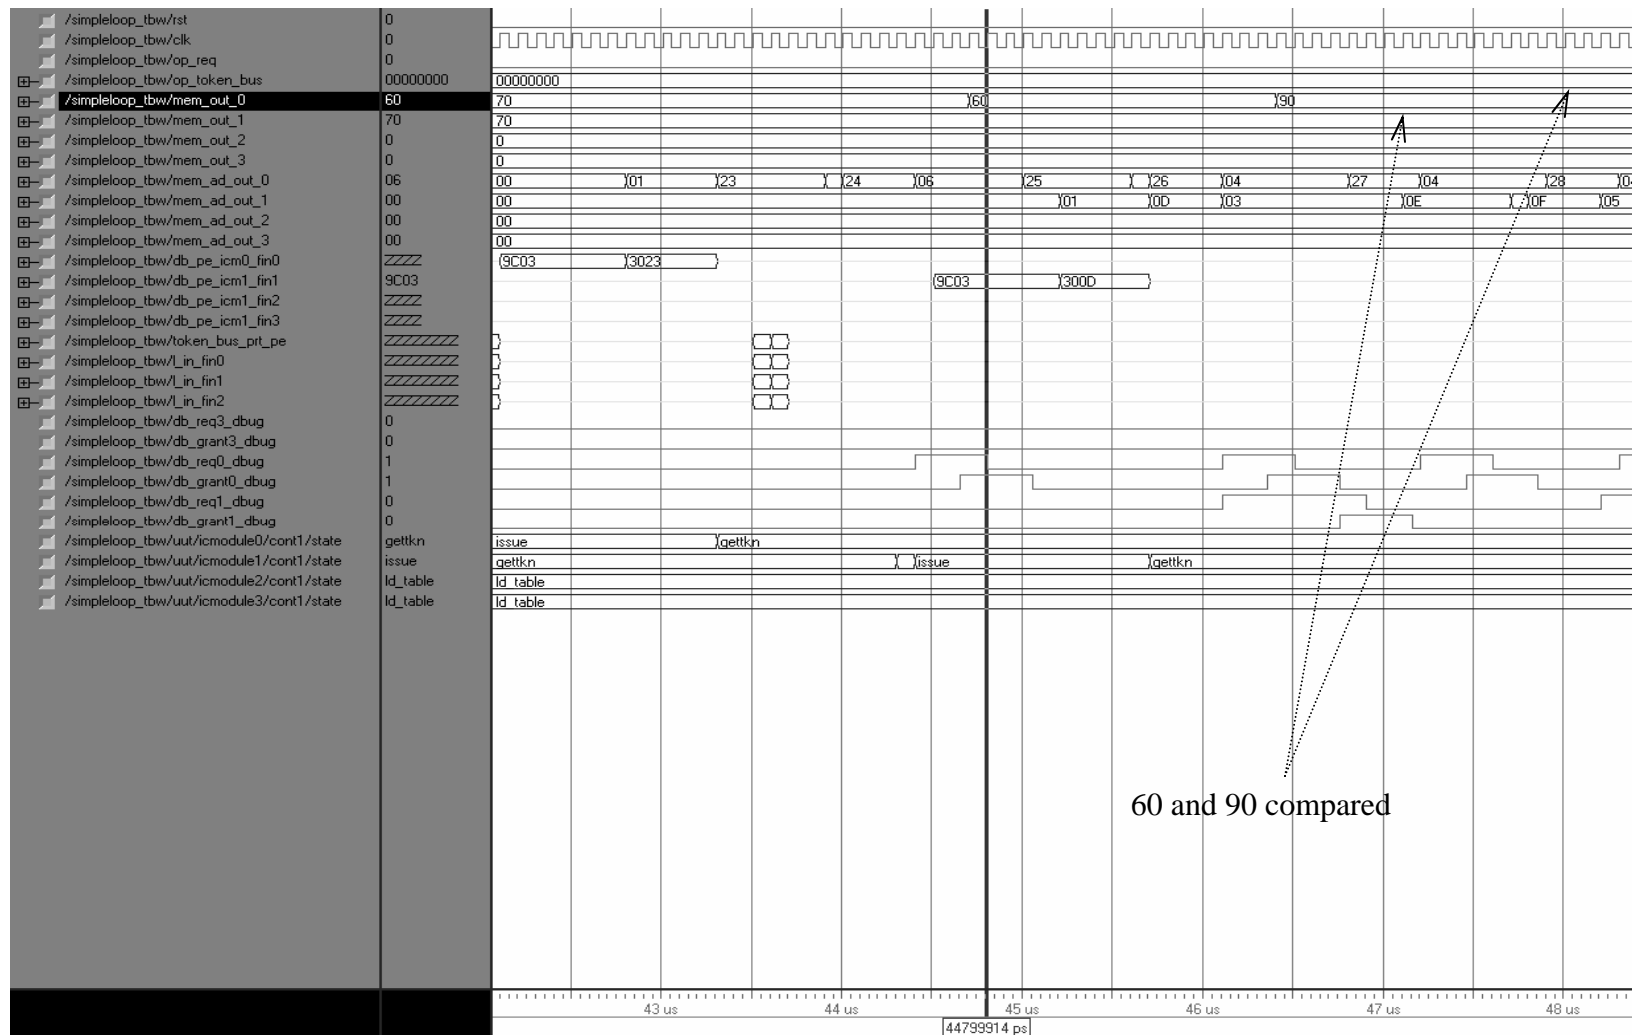 /simpleloop_tbw/rst 0
/simpleloop_tbw/clk 0
/simpleloop_tbw/op_req 0
/simpleloop_tbw/op_token_bus 00000000 00000000
/simpleloop_tbw/mem_out_0 60 70 60 90
/simpleloop_tbw/mem_out_1 70 70
/simpleloop_tbw/mem_out_2 0 0
/simpleloop_tbw/mem_out_3 0 0
/simpleloop_tbw/mem_ad_out_0 06 00 01 23 24 06 25 26 04 27 04 28
/simpleloop_tbw/mem_ad_out_1 00 00 01 0D 03 0E 0F 05
/simpleloop_tbw/mem_ad_out_2 00 00
/simpleloop_tbw/mem_ad_out_3 00 00
/simpleloop_tbw/db_pe_icm0_fin0 9C03 3023
/simpleloop_tbw/db_pe_icm1_fin1 9C03 9C03 300D
/simpleloop_tbw/db_pe_icm1_fin2
/simpleloop_tbw/db_pe_icm1_fin3
/simpleloop_tbw/token_bus_prt_pe
/simpleloop_tbw/l_in_fin0
/simpleloop_tbw/l_in_fin1
/simpleloop_tbw/l_in_fin2
/simpleloop_tbw/db_req3_dbug 0
/simpleloop_tbw/db_grant3_dbug 0
/simpleloop_tbw/db_req0_dbug 1
/simpleloop_tbw/db_grant0_dbug 1
/simpleloop_tbw/db_req1_dbug 0
/simpleloop_tbw/db_grant1_dbug 0
/simpleloop_tbw/uut/icmodule0/cont1/state gettkn issue gettkn
/simpleloop_tbw/uut/icmodule1/cont1/state issue gettkn issue gettkn
/simpleloop_tbw/uut/icmodule2/cont1/state ld_table ld_table
/simpleloop_tbw/uut/icmodule3/cont1/state ld_table ld_table
60 and 90 compared
43 us 44 us 45 us 46 us 47 us 48 us
44799914 ps